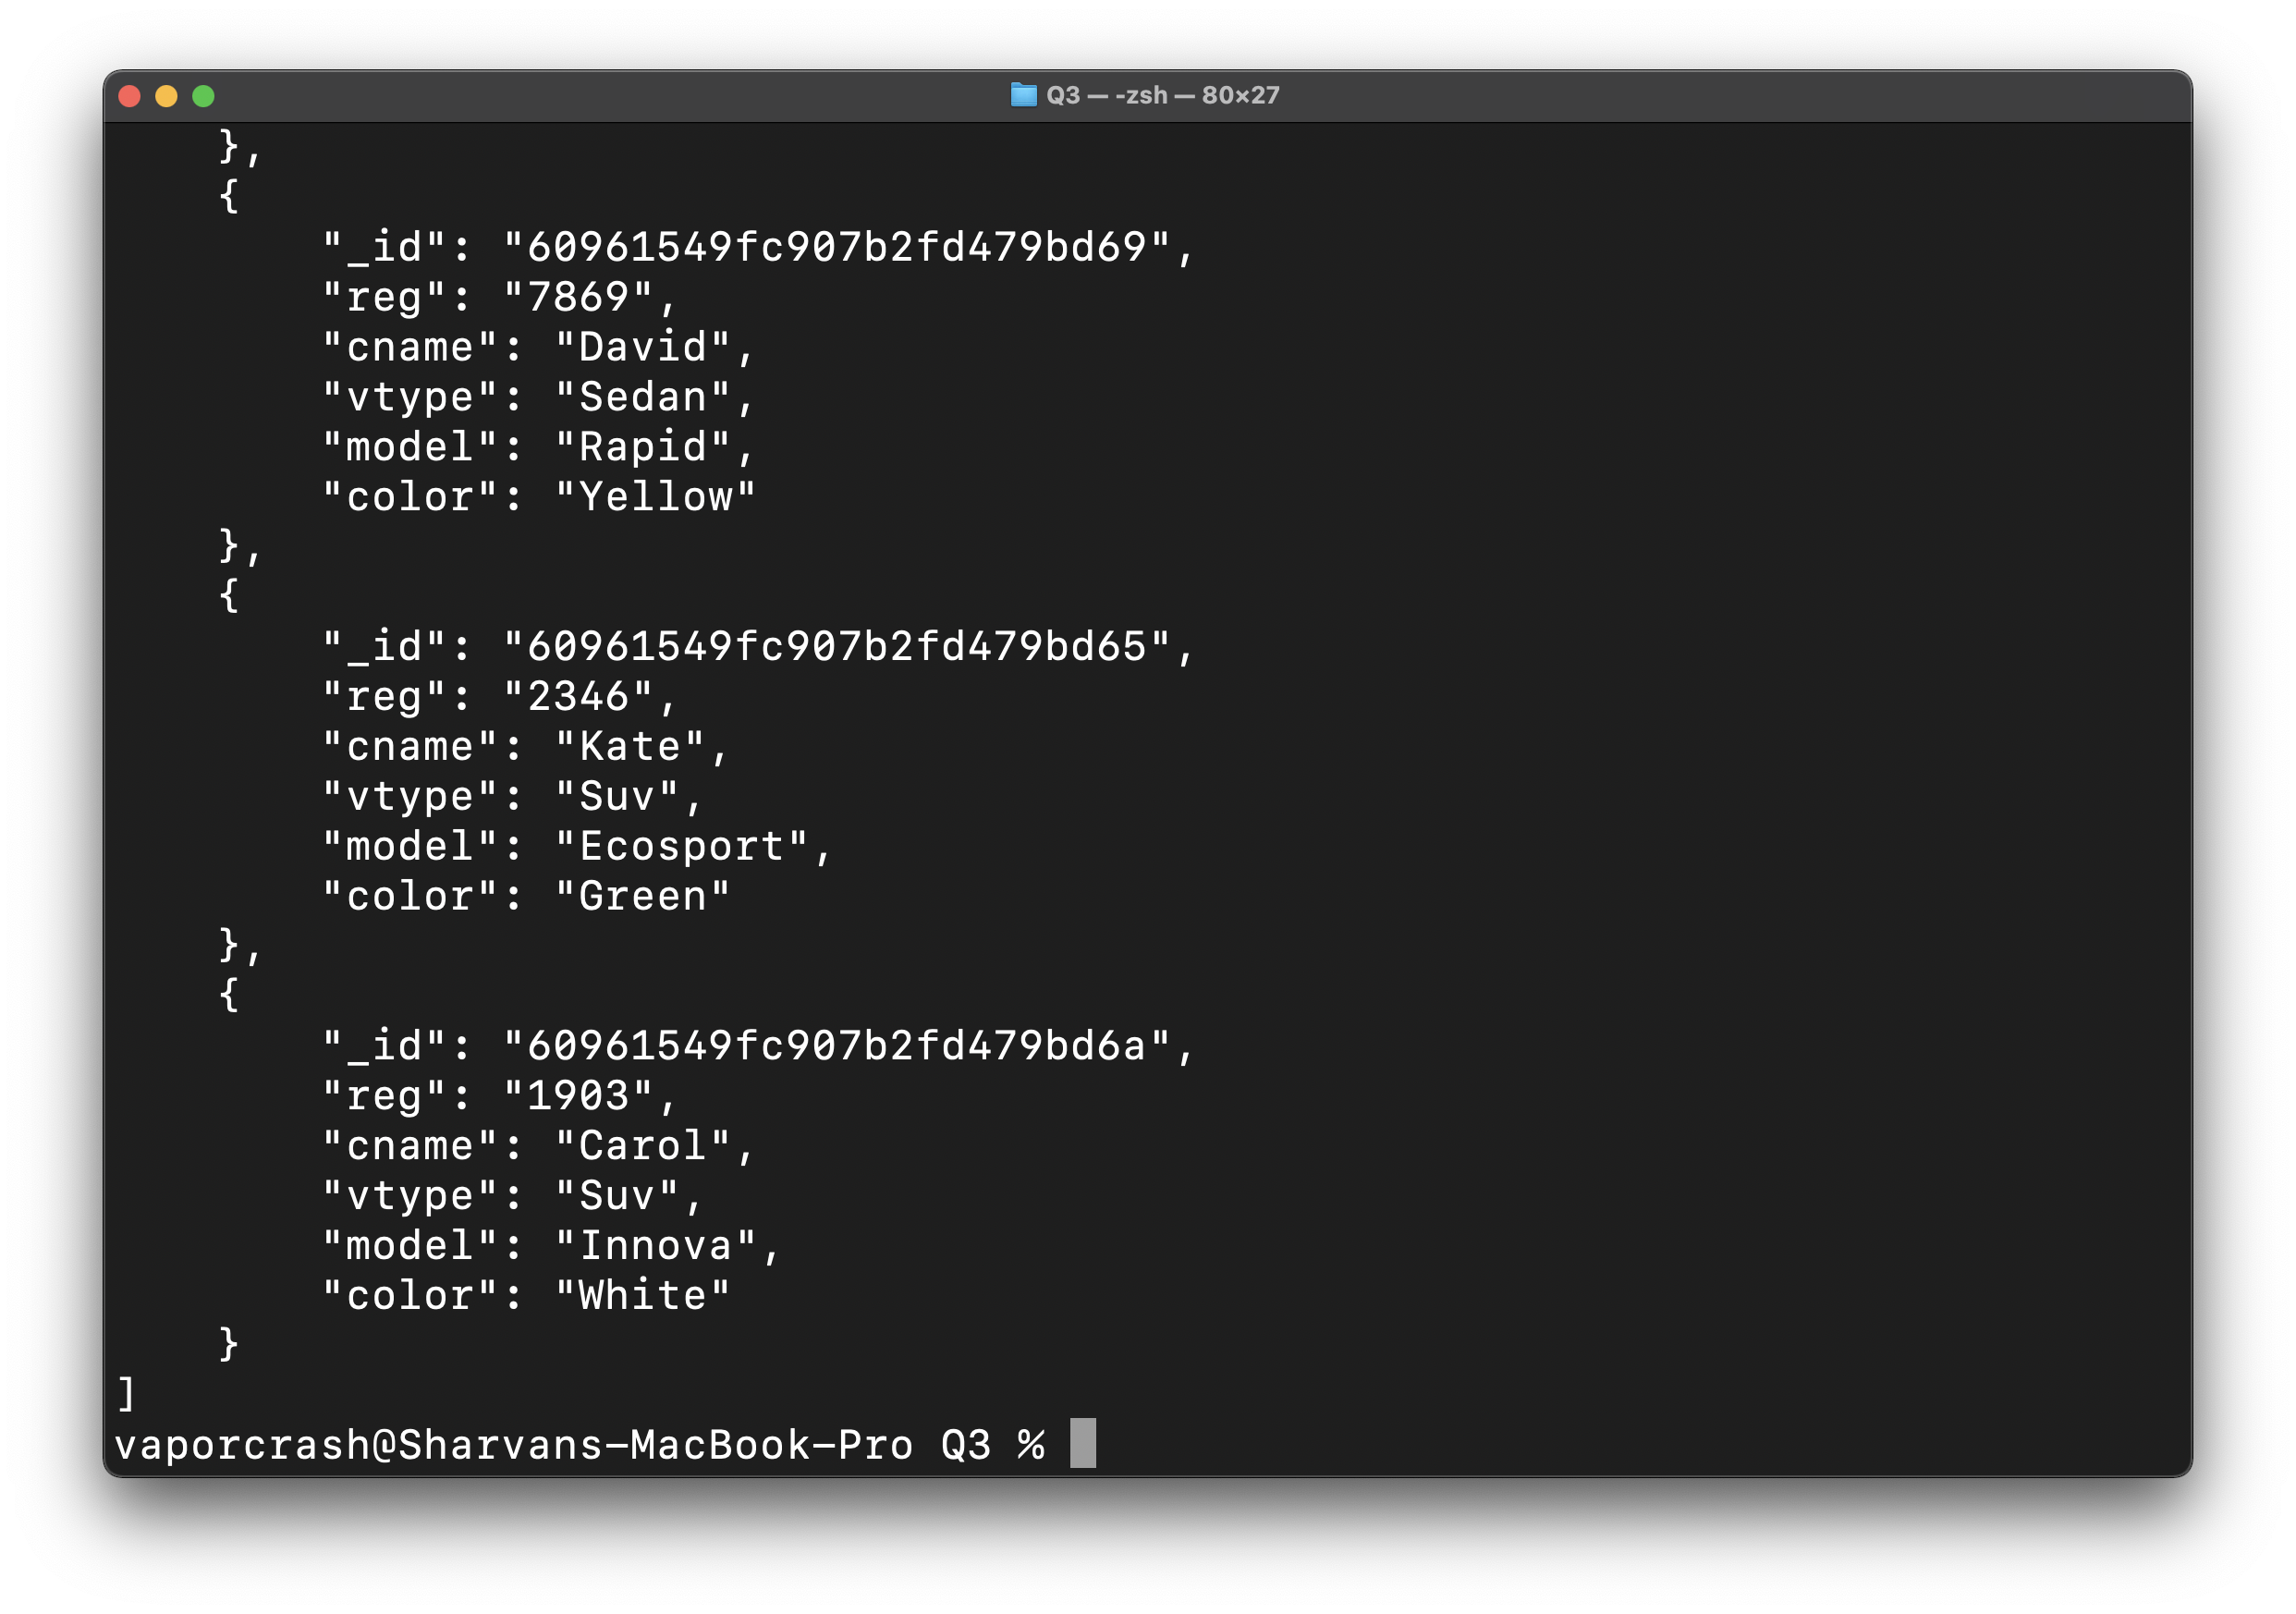 Q3 — -zsh — 80×27
},
{
"_id": "60961549fc907b2fd479bd69",
"reg": "7869",
"cname": "David",
"vtype": "Sedan",
"model": "Rapid",
"color": "Yellow"
},
{
"_id": "60961549fc907b2fd479bd65",
"reg": "2346",
"cname": "Kate",
"vtype": "Suv",
"model": "Ecosport",
"color": "Green"
},
{
"_id": "60961549fc907b2fd479bd6a",
"reg": "1903",
"cname": "Carol",
"vtype": "Suv",
"model": "Innova",
"color": "White"
}
]
vaporcrash@Sharvans-MacBook-Pro Q3 %